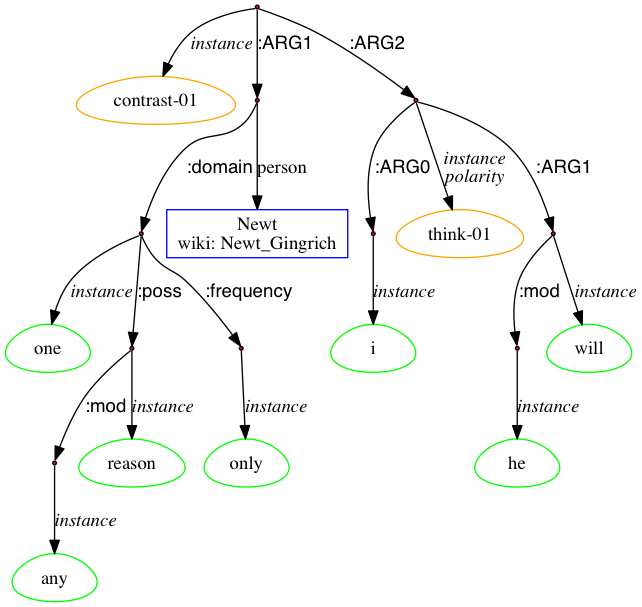 instance :ARG1 :ARG2
contrast-01
:domain person :ARG0 instance :ARG1
polarity
Newt
wiki: Newt_Gingrich
think-01
instance :poss :frequency instance :mod instance
one i will
:mod instance instance instance
reason only he
instance
any